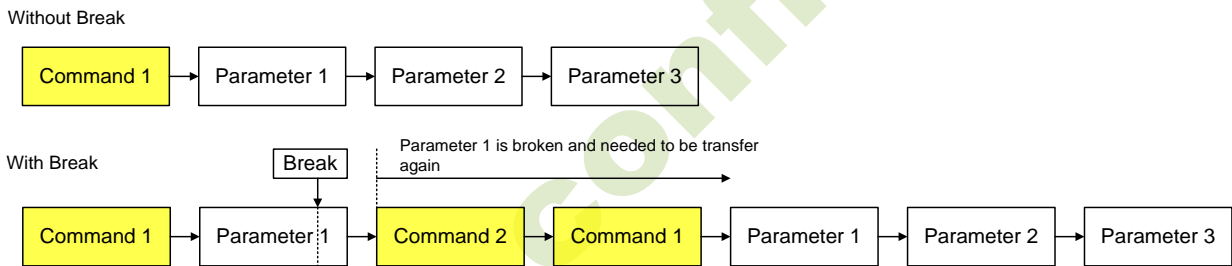 Without Break
Command 1
Parameter 1
Parameter 2
Parameter 3
With Break
Break
Parameter 1 is broken and needed to be transfer
again
Command 1
Parameter 1
Command 2
Command 1
Parameter 1
Parameter 2
Parameter 3